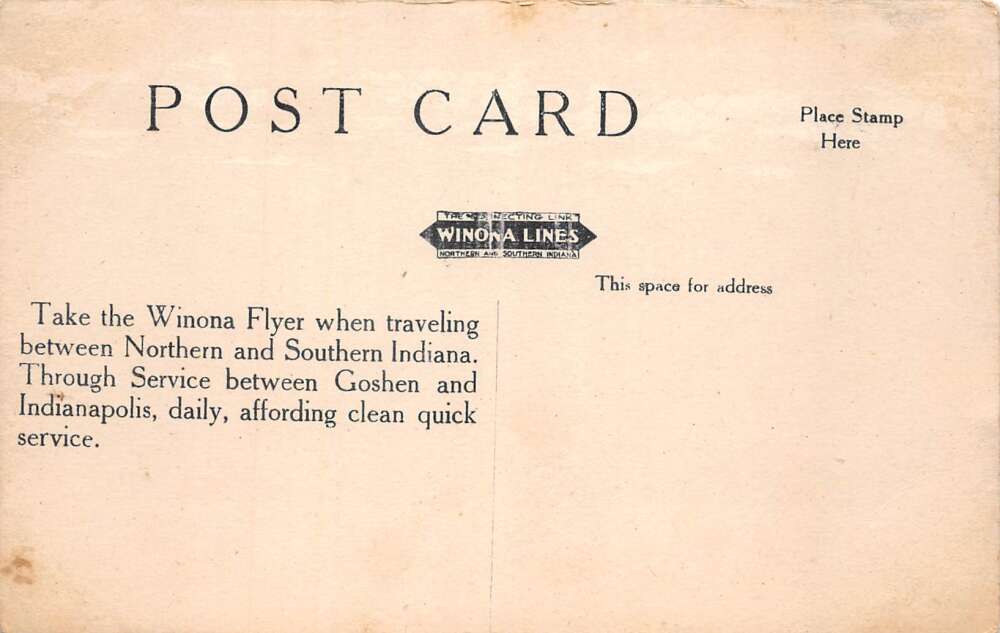 POST CARD
Place Stamp
Here
THE CONNECTING LINK
WINONA LINES
NORTHERN AND SOUTHERN INDIANA
This space for address
Take the Winona Flyer when traveling
between Northern and Southern Indiana.
Through Service between Goshen and
Indianapolis, daily, affording clean quick
service.